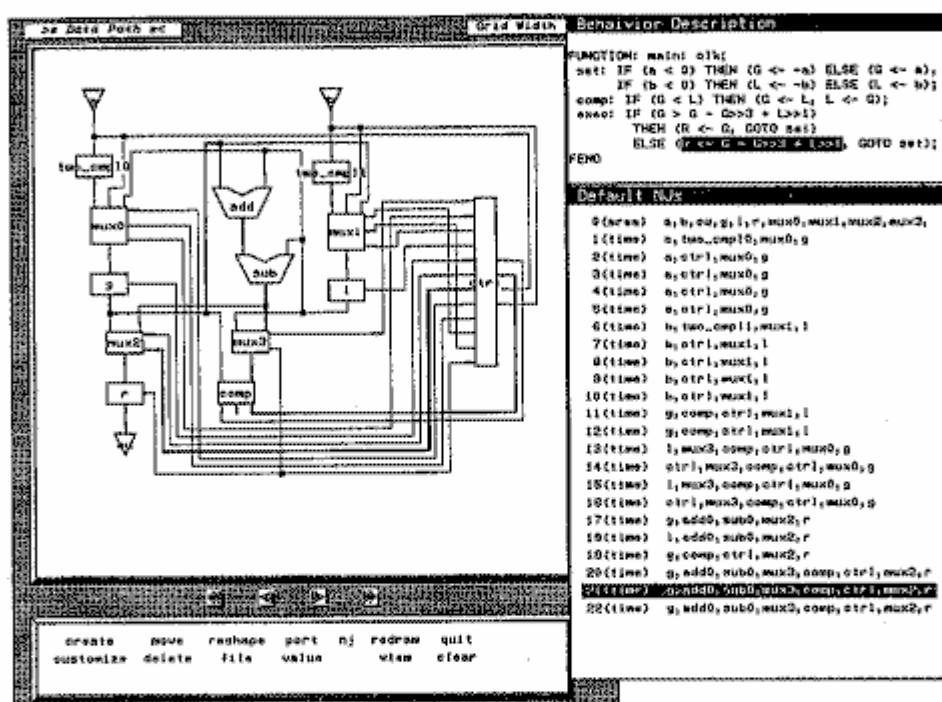 >> Data Path <<
Grid Width
Behaivior Description
FUNCTION: main: clk;
set: IF (a < 0) THEN (G <- -a) ELSE (G <- a),
IF (b < 0) THEN (L <- -b) ELSE (L <- b);
comp: IF (G < L) THEN (G <- L, L <- G);
exec: IF (G > G - G>>3 + L>>1)
THEN (R <- G, GOTO set)
ELSE (r <- G - G>>3 + L>>1, GOTO set);
FEND
two_cmpl0
two_cmpl1
add
mux0
mux1
sub
ctr
g
l
mux2
mux3
r
comp
Default NJs
0(area) a,b,ov,g,l,r,mux0,mux1,mux2,mux3,
1(time) a,two_cmpl0,mux0,g
2(time) a,ctrl,mux0,g
3(time) a,ctrl,mux0,g
4(time) a,ctrl,mux0,g
5(time) a,ctrl,mux0,g
6(time) b,two_cmpl1,mux1,l
7(time) b,ctrl,mux1,l
8(time) b,ctrl,mux1,l
9(time) b,ctrl,mux1,l
10(time) b,ctrl,mux1,l
11(time) g,comp,ctrl,mux1,l
12(time) g,comp,ctrl,mux1,l
13(time) l,mux3,comp,ctrl,mux0,g
14(time) ctrl,mux3,comp,ctrl,mux0,g
15(time) l,mux3,comp,ctrl,mux0,g
16(time) ctrl,mux3,comp,ctrl,mux0,g
17(time) g,add0,sub0,mux2,r
18(time) l,add0,sub0,mux2,r
19(time) g,comp,ctrl,mux2,r
20(time) g,add0,sub0,mux3,comp,ctrl,mux2,r
21(time) g,add0,sub0,mux3,comp,ctrl,mux2,r
22(time) g,add0,sub0,mux3,comp,ctrl,mux2,r
create move reshape port nj redraw quit
customize delete file value view clear